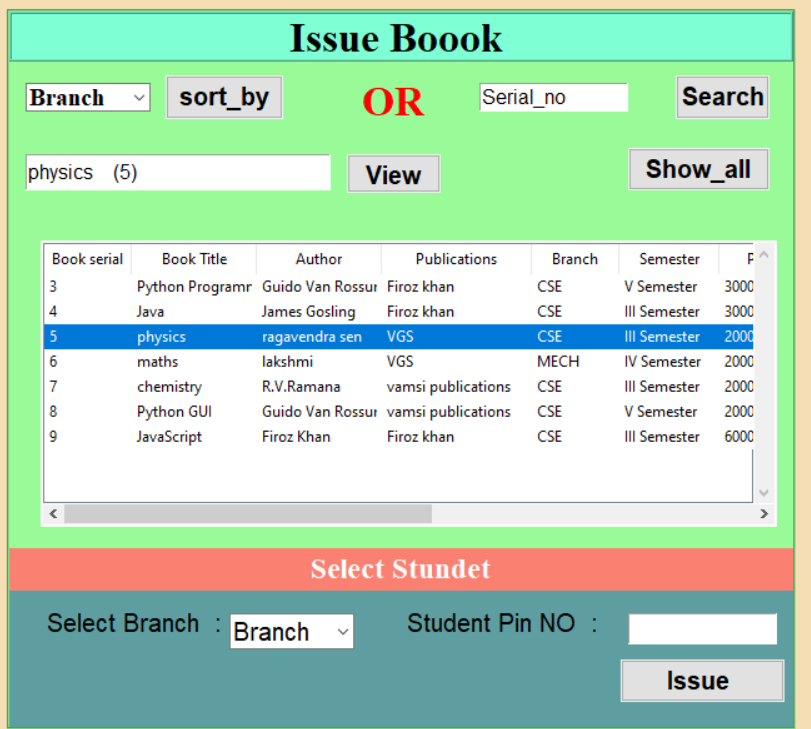 Issue Boook
Branch sort_by OR Serial_no Search
physics (5) View Show_all
Book serial Book Title Author Publications Branch Semester
3 Python Programr Guido Van Rossur Firoz khan CSE V Semester 3000
4 Java James Gosling Firoz khan CSE III Semester 3000
5 physics ragavendra sen VGS CSE III Semester 2000
6 maths lakshmi VGS MECH IV Semester 2000
7 chemistry R.V.Ramana vamsi publications CSE III Semester 2000
8 Python GUI Guido Van Rossur vamsi publications CSE V Semester 2000
9 JavaScript Firoz Khan Firoz khan CSE III Semester 6000
Select Stundet
Select Branch : Branch Student Pin NO :
Issue